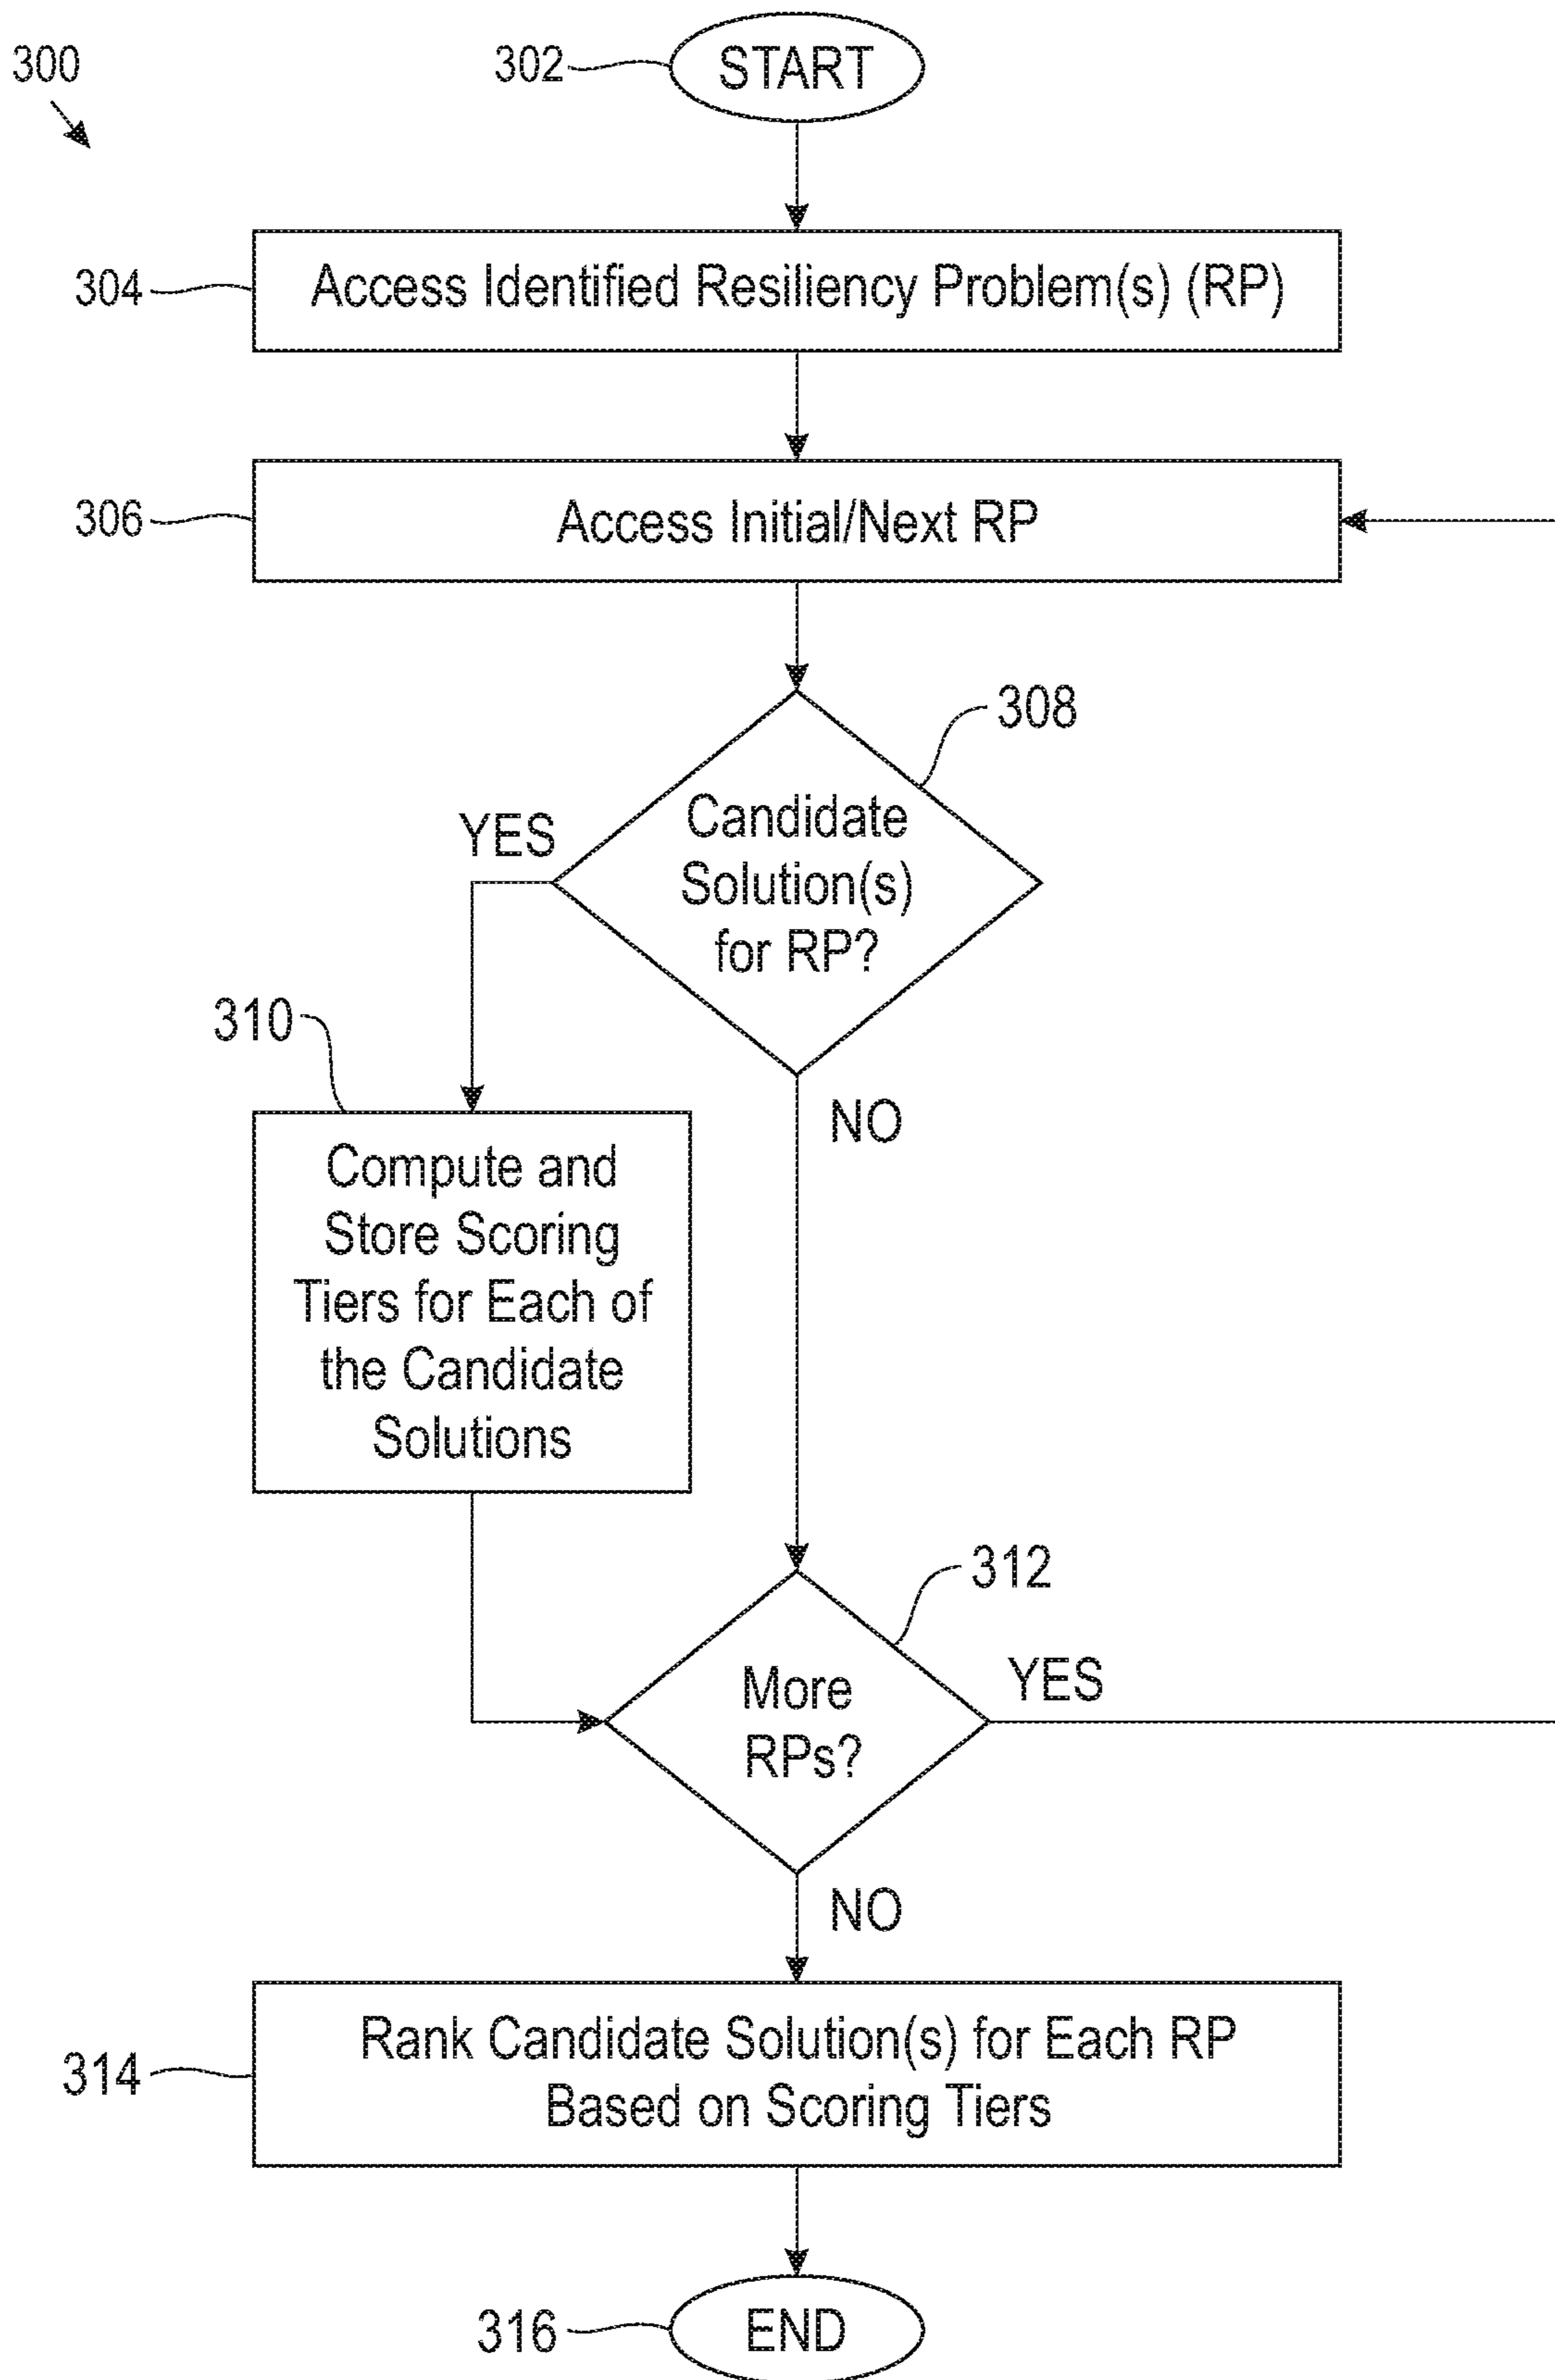 300
302
START
304
Access Identified Resiliency Problem(s) (RP)
306
Access Initial/Next RP
308
YES
Candidate
Solution(s)
for RP?
310
NO
Compute and
Store Scoring
Tiers for Each of
the Candidate
Solutions
312
More
RPs?
YES
NO
314
Rank Candidate Solution(s) for Each RP
Based on Scoring Tiers
316
END